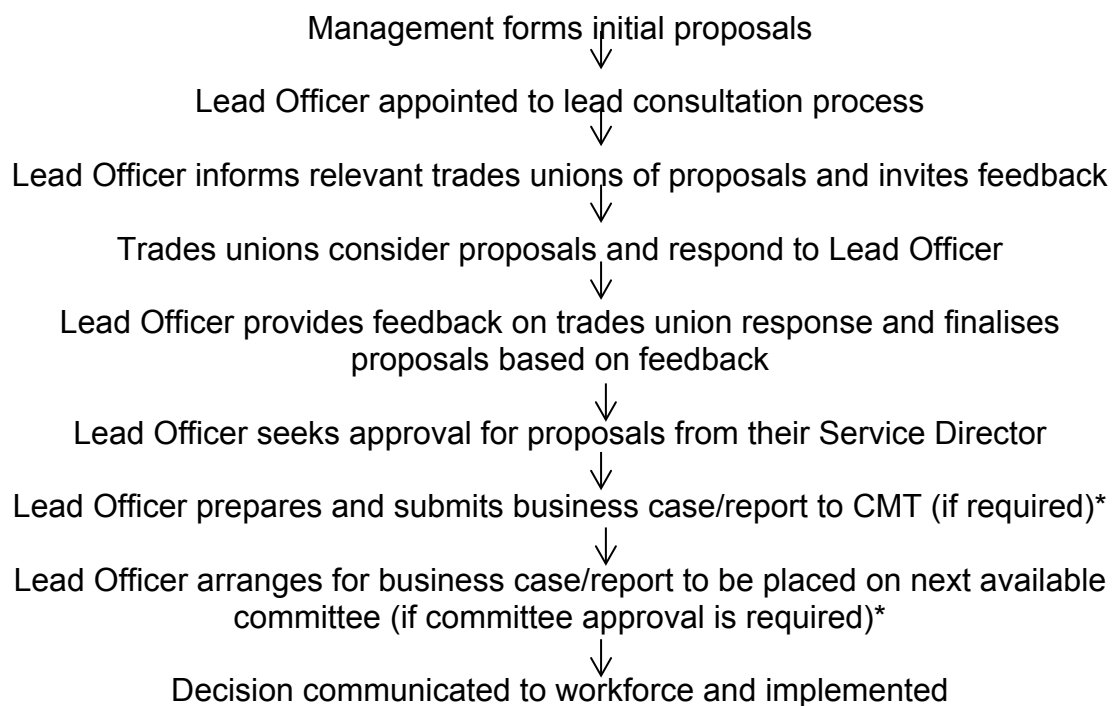 Management forms initial proposals
Lead Officer appointed to lead consultation process
Lead Officer informs relevant trades unions of proposals and invites feedback
Trades unions consider proposals and respond to Lead Officer
Lead Officer provides feedback on trades union response and finalises
proposals based on feedback
Lead Officer seeks approval for proposals from their Service Director
Lead Officer prepares and submits business case/report to CMT (if required)*
Lead Officer arranges for business case/report to be placed on next available
committee (if committee approval is required)*
Decision communicated to workforce and implemented